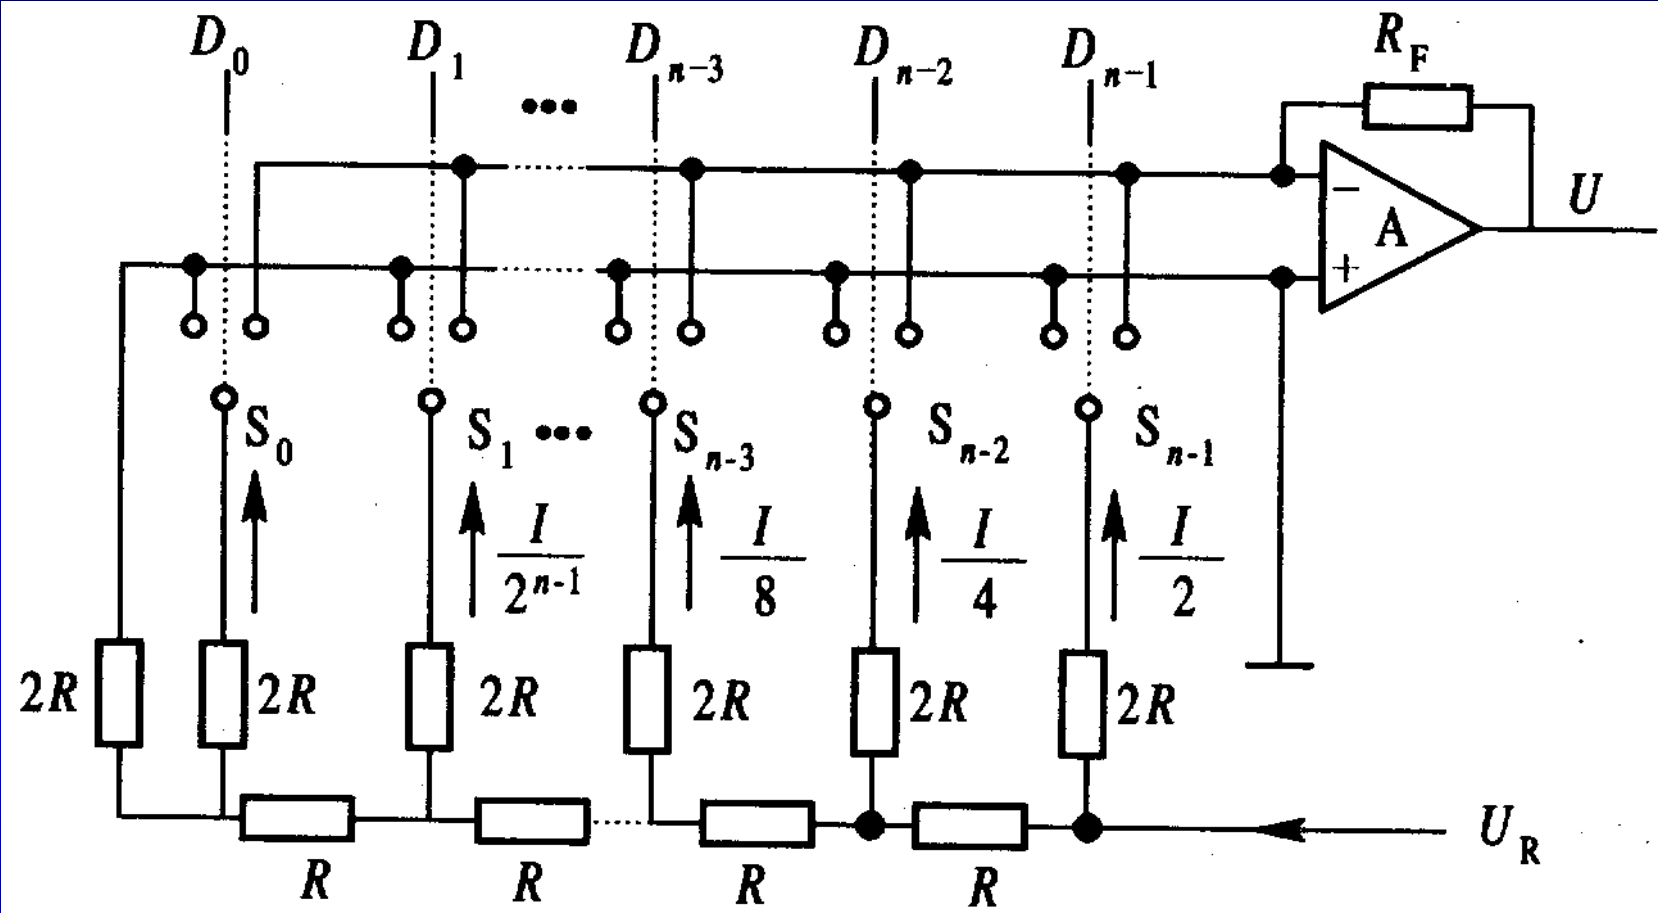 D0 D1 Dn-3 Dn-2 Dn-1 RF
•••
− U
A
+
S0 S1 ••• Sn-3 Sn-2 Sn-1
I/2^n-1 I/8 I/4 I/2
2R 2R 2R 2R 2R 2R
R R R R UR